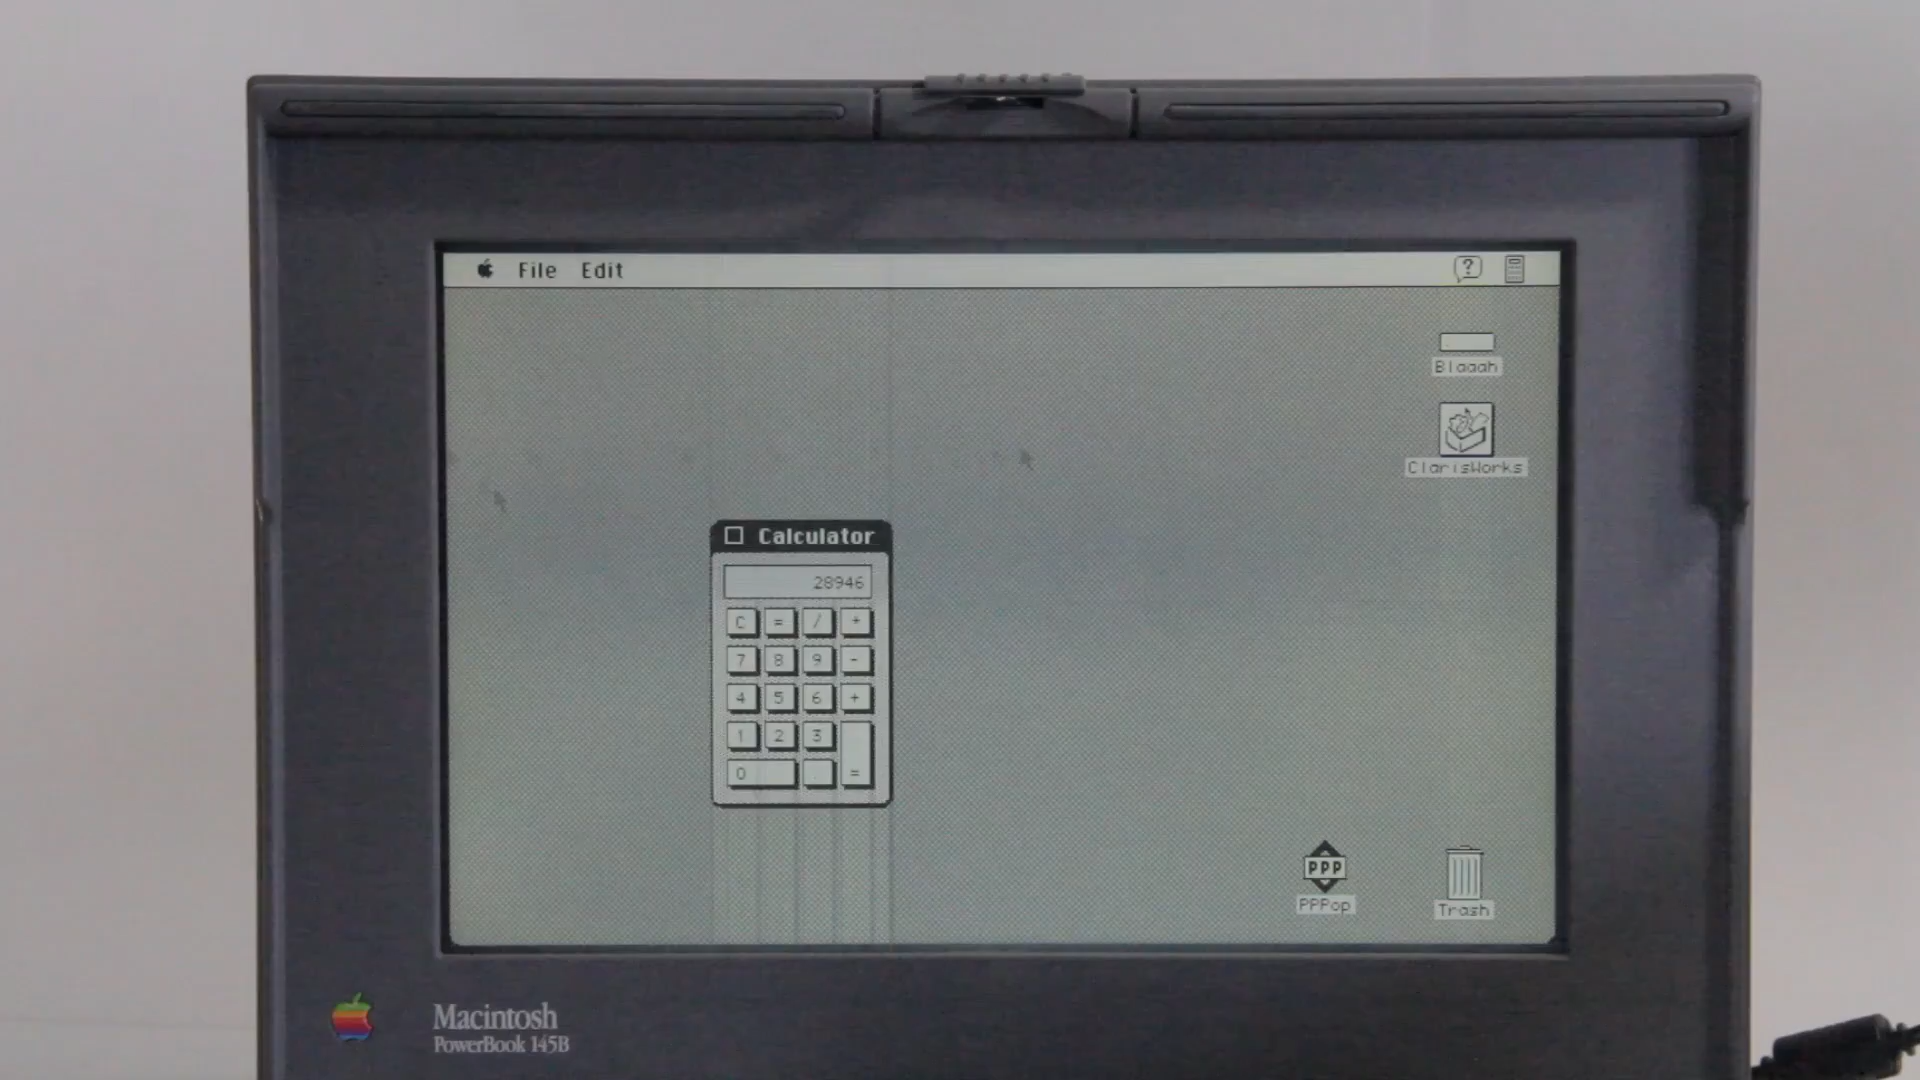 File Edit
?
Blaaah
ClarisWorks
Calculator
28946
C = / *
7 8 9 -
4 5 6 +
1 2 3
0 . =
PPP
PPPop
Trash
Macintosh
PowerBook 145B